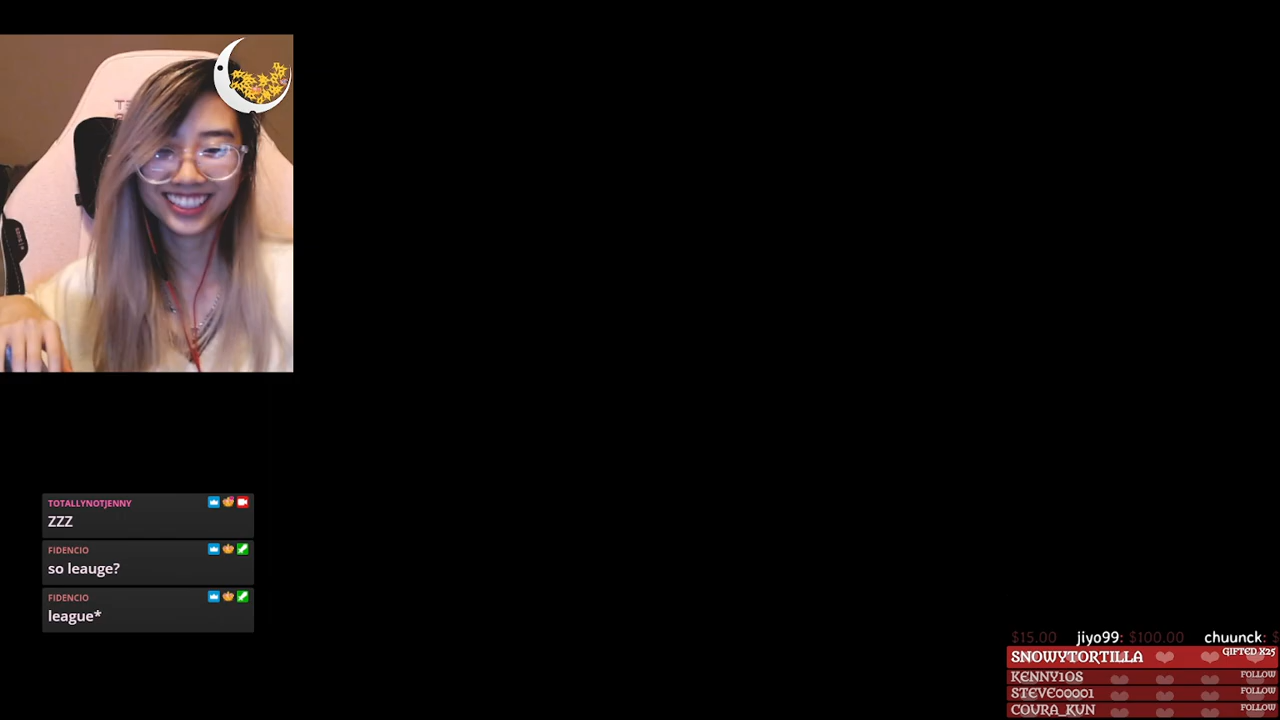 TOTALLYNOTJENNY
ZZZ
FIDENCIO
so leauge?
FIDENCIO
league*
$15.00 jiyo99: $100.00 chuunck: $
SNOWYTORTILLA GIFTED X25
KENNY1OS FOLLOW
STEVE00001 FOLLOW
COURA_KUN FOLLOW